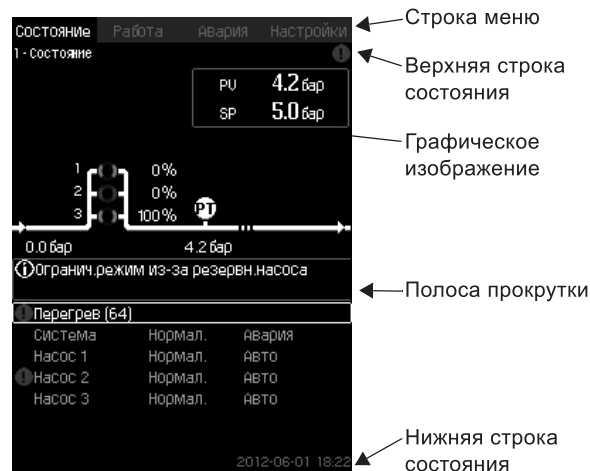 Состояние Работа Авария Настройки
1 - Состояние
PV 4.2 бар
SP 5.0 бар
1 0%
2 0%
3 100% PT
0.0 бар 4.2 бар
Огранич.режим из-за резервн.насоса
Перегрев (64)
Система Нормал. Авария
Насос 1 Нормал. Авто
Насос 2 Нормал. Авто
Насос 3 Нормал. Авто
2012-06-01 18:22
Строка меню
Верхняя строка
состояния
Графическое
изображение
Полоса прокрутки
Нижняя строка
состояния